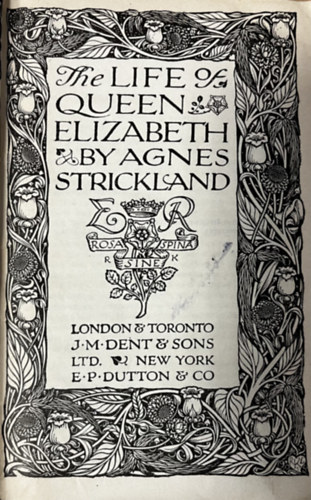 The LIFE of
QUEEN
ELIZABETH
BY AGNES
STRICKLAND
E R
ROSA SPINA
R SINE K
LONDON & TORONTO
J·M·DENT & SONS
LTD. NEW YORK
E·P·DUTTON & CO